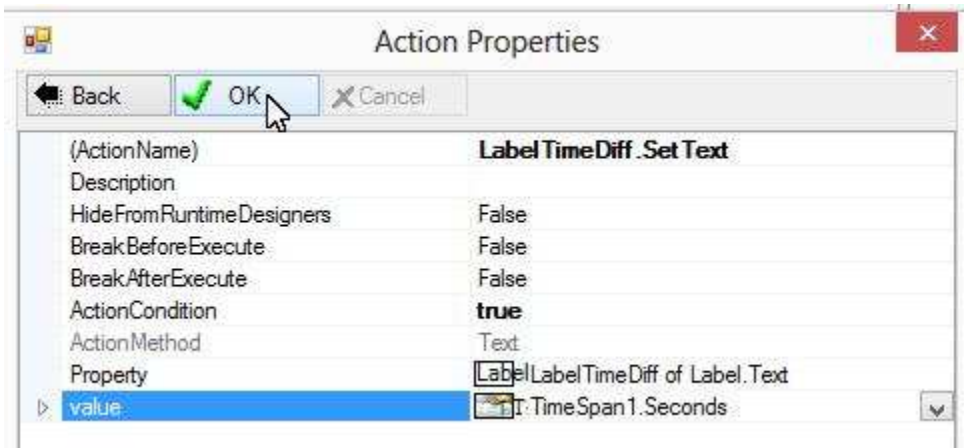 Action Properties
Back OK Cancel
(ActionName) LabelTimeDiff.SetText
Description
HideFromRuntimeDesigners False
BreakBeforeExecute False
BreakAfterExecute False
ActionCondition true
ActionMethod Text
Property Label LabelTimeDiff of Label.Text
value T TimeSpan1.Seconds